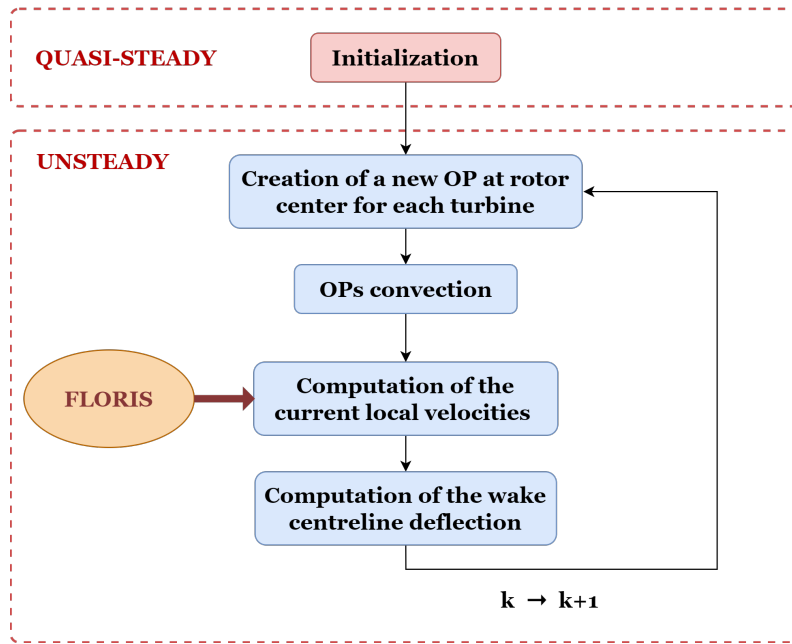 QUASI-STEADY
Initialization
UNSTEADY
Creation of a new OP at rotor
center for each turbine
OPs convection
FLORIS
Computation of the
current local velocities
Computation of the wake
centreline deflection
k → k+1